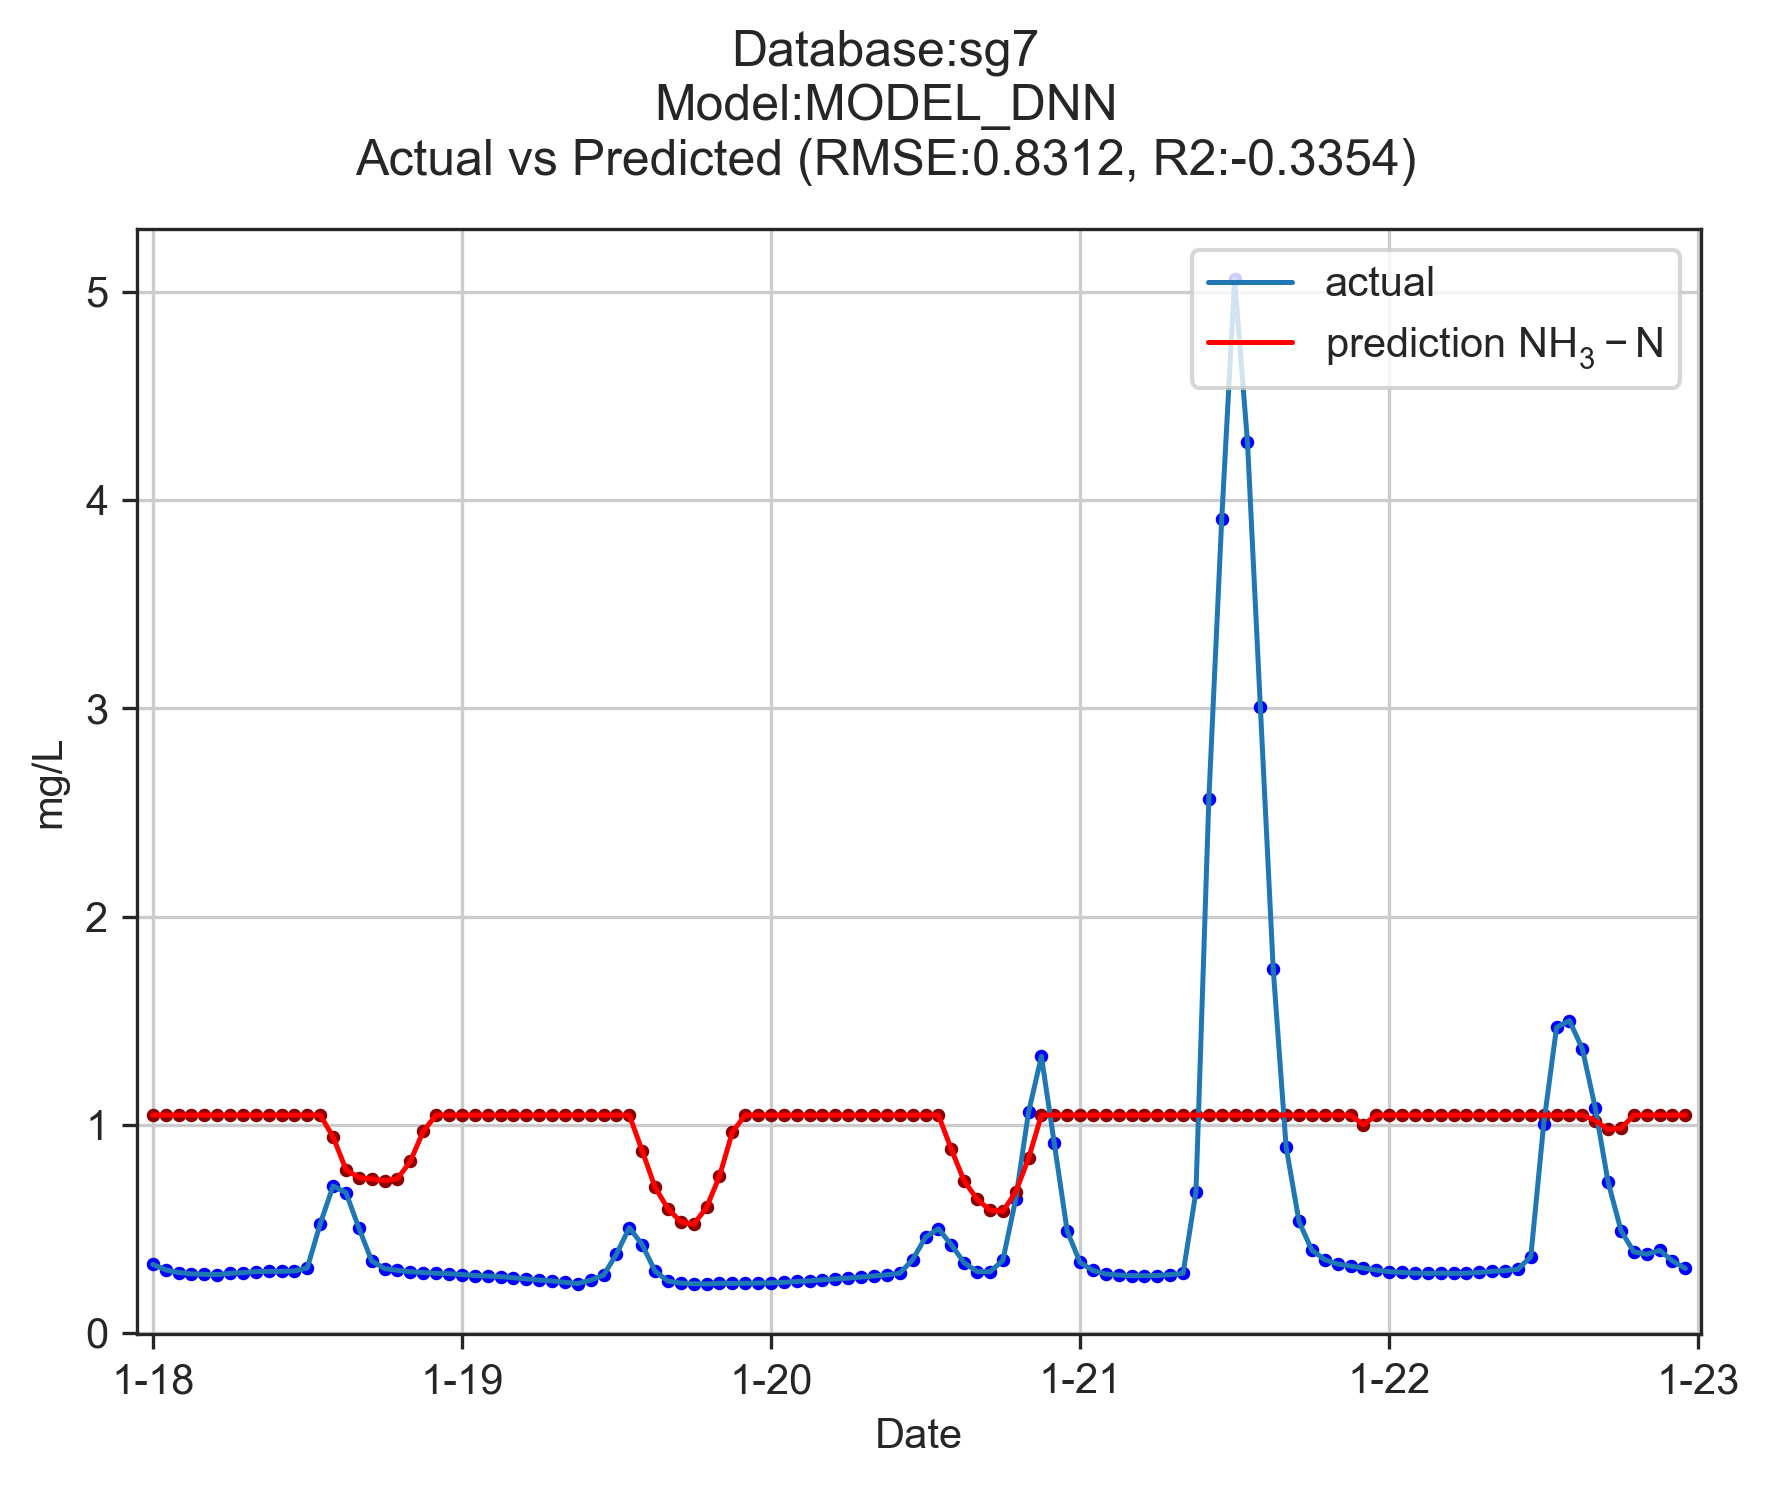 Database:sg7
Model:MODEL_DNN
Actual vs Predicted (RMSE:0.8312, R2:-0.3354)
actual
prediction NH₃ − N
5
4
3
2
1
0
mg/L
1-18 1-19 1-20 1-21 1-22 1-23
Date